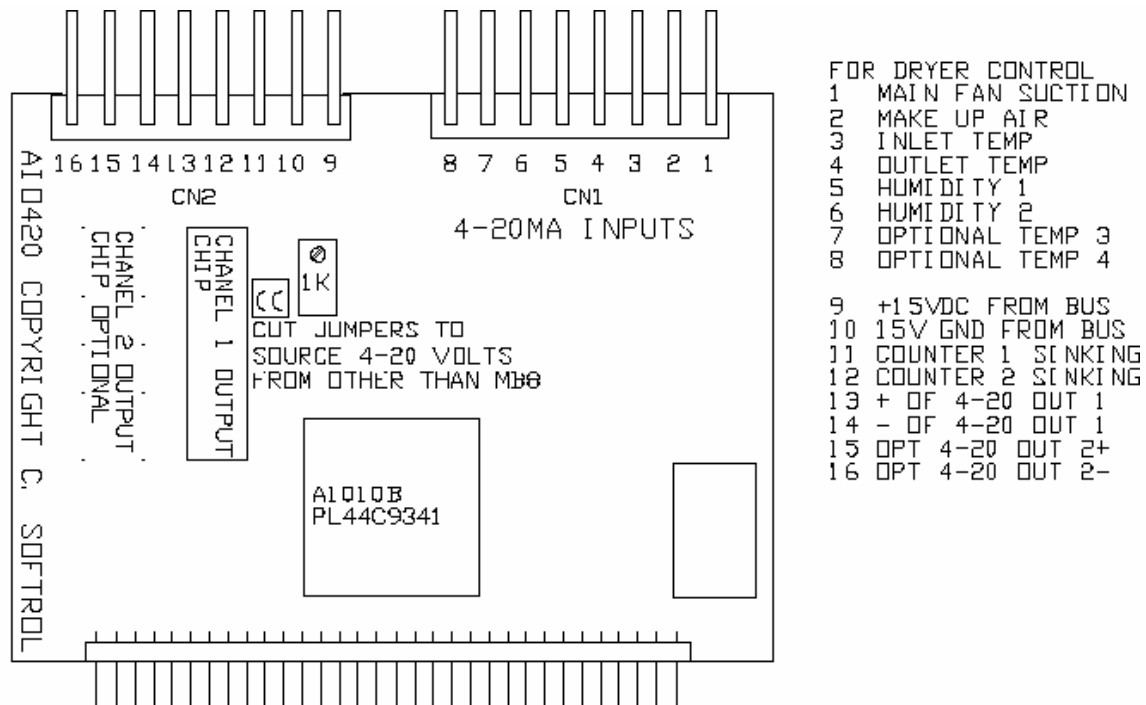 16 15 14 13 12 11 10 9
8 7 6 5 4 3 2 1
CN2
CN1
4-20MA INPUTS
AIO420 COPYRIGHT C. SOFTROL
CHANEL 2 OUTPUT
CHIP OPTIONAL
CHANEL 1 OUTPUT
CHIP
1K
CC
CUT JUMPERS TO
SOURCE 4-20 VOLTS
FROM OTHER THAN
A1010B
PL44C9341
FOR DRYER CONTROL
1 MAIN FAN SUCTION
2 MAKE UP AIR
3 INLET TEMP
4 OUTLET TEMP
5 HUMIDITY 1
6 HUMIDITY 2
7 OPTIONAL TEMP 3
8 OPTIONAL TEMP 4
9 +15VDC FROM BUS
10 15V GND FROM BUS
11 COUNTER 1 SINKING
12 COUNTER 2 SINKING
13 + OF 4-20 OUT 1
14 - OF 4-20 OUT 1
15 OPT 4-20 OUT 2+
16 OPT 4-20 OUT 2-